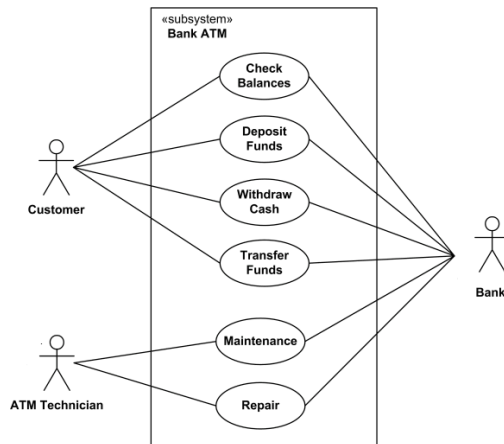 «subsystem»
Bank ATM
Check
Balances
Deposit
Funds
Withdraw
Cash
Customer
Transfer
Funds
Bank
Maintenance
ATM Technician
Repair